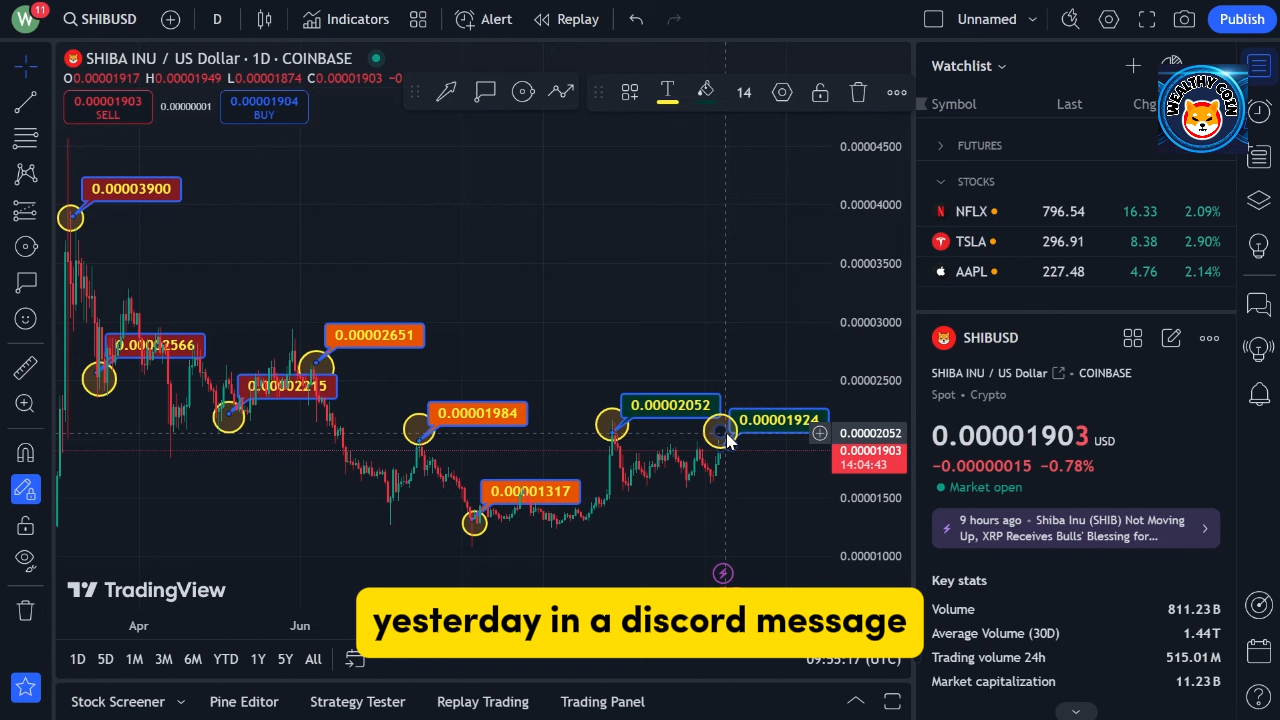 W
11
SHIBUSD
D
Indicators
Alert
Replay
Unnamed
Publish
SHIBA INU / US Dollar · 1D · COINBASE
O0.00001917 H0.00001949 L0.00001874 C0.00001903 −0
0.00001903
SELL
0.00000001
0.00001904
BUY
T
14
0.00003900
0.00002566
0.00002215
0.00002651
0.00001984
0.00001317
0.00002052
0.00001924
0.00004500
0.00004000
0.00003500
0.00003000
0.00002500
0.00002052
0.00001903
14:04:43
0.00001500
0.00001000
TradingView
Apr
Jun
yesterday in a discord message
1D 5D 1M 3M 6M YTD 1Y 5Y All
09:55:17 (UTC)
Stock Screener
Pine Editor
Strategy Tester
Replay Trading
Trading Panel
Watchlist
WEALTHY COIN
Symbol Last Chg
FUTURES
STOCKS
NFLX 796.54 16.33 2.09%
TSLA 296.91 8.38 2.90%
AAPL 227.48 4.76 2.14%
SHIBUSD
SHIBA INU / US Dollar · COINBASE
Spot · Crypto
0.00001903 USD
−0.00000015 −0.78%
Market open
9 hours ago · Shiba Inu (SHIB) Not Moving
Up, XRP Receives Bulls' Blessing for...
Key stats
Volume 811.23 B
Average Volume (30D) 1.44 T
Trading volume 24h 515.01 M
Market capitalization 11.23 B